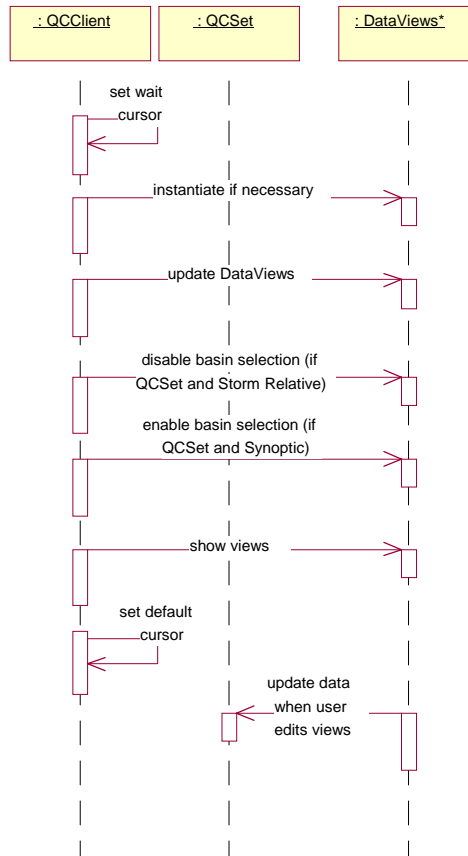 : QCClient
: QCSet
: DataViews*
set wait
cursor
instantiate if necessary
update DataViews
disable basin selection (if
QCSet and Storm Relative)
enable basin selection (if
QCSet and Synoptic)
show views
set default
cursor
update data
when user
edits views